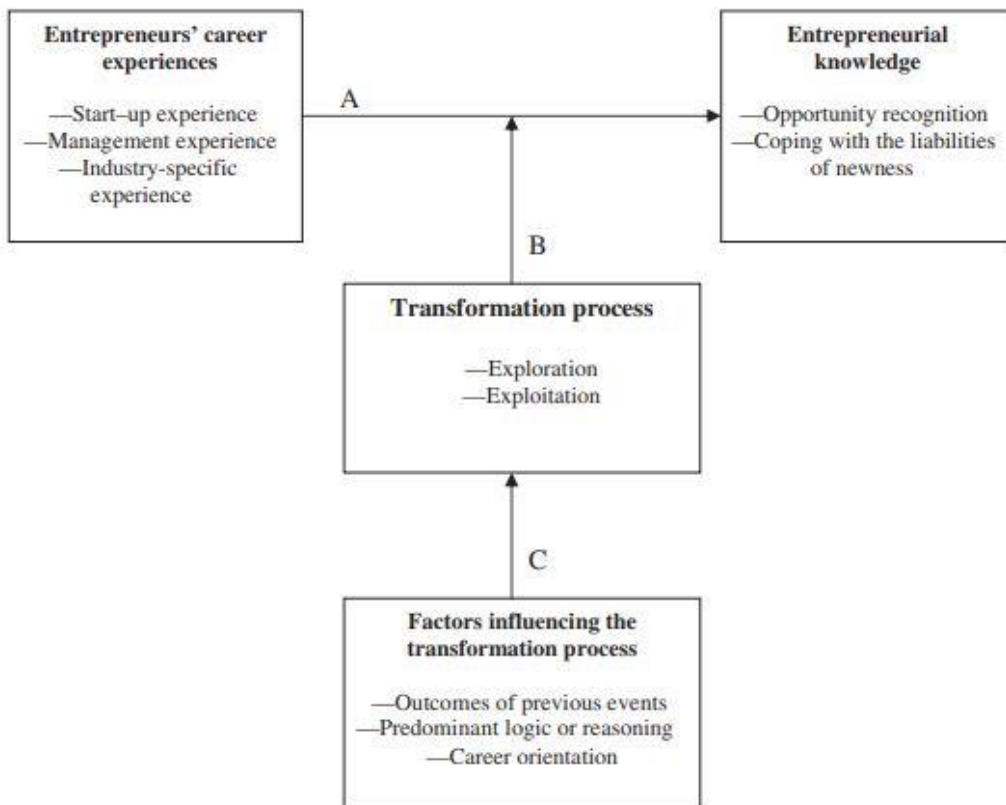 Entrepreneurs' career
experiences
—Start–up experience
—Management experience
—Industry-specific
experience
A
Entrepreneurial
knowledge
—Opportunity recognition
—Coping with the liabilities
of newness
B
Transformation process
—Exploration
—Exploitation
C
Factors influencing the
transformation process
—Outcomes of previous events
—Predominant logic or reasoning
—Career orientation